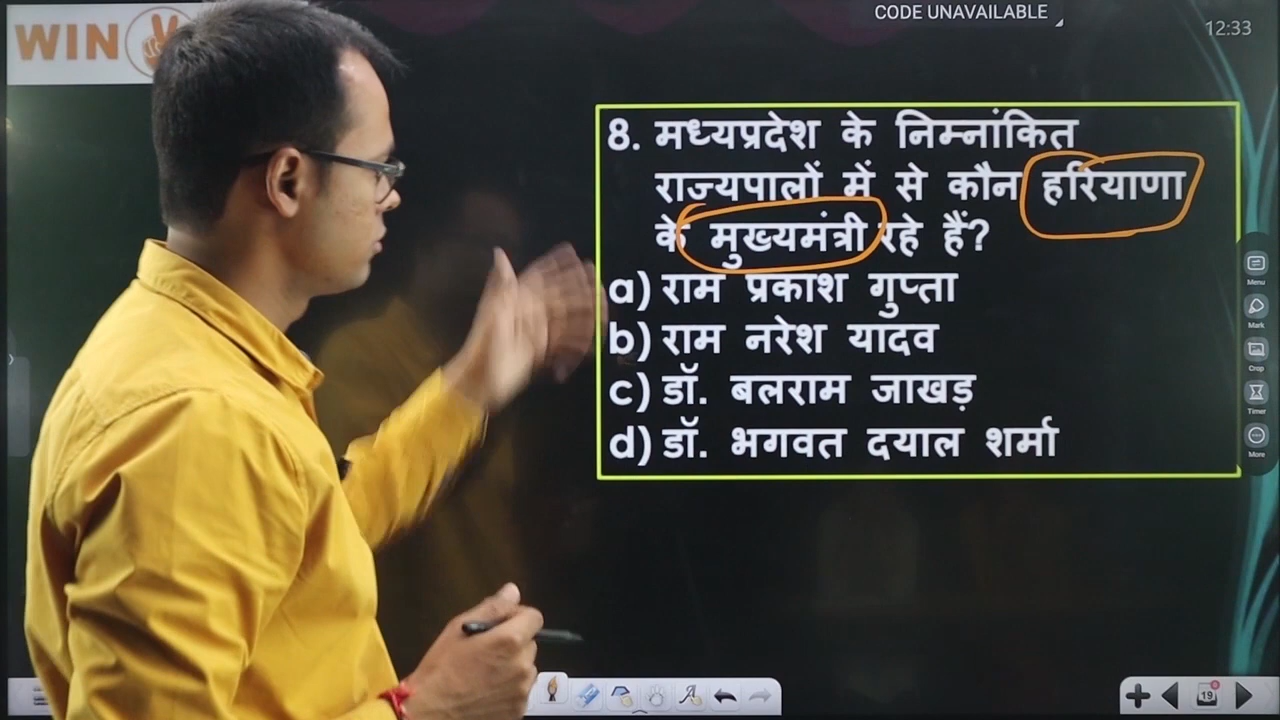 WIN
CODE UNAVAILABLE
12:33
8. मध्यप्रदेश के निम्नांकित
राज्यपालों में से कौन हरियाणा
के मुख्यमंत्री रहे हैं?
a) राम प्रकाश गुप्ता
b) राम नरेश यादव
c) डॉ. बलराम जाखड़
d) डॉ. भगवत दयाल शर्मा
Menu
Mark
Crop
Timer
More
19